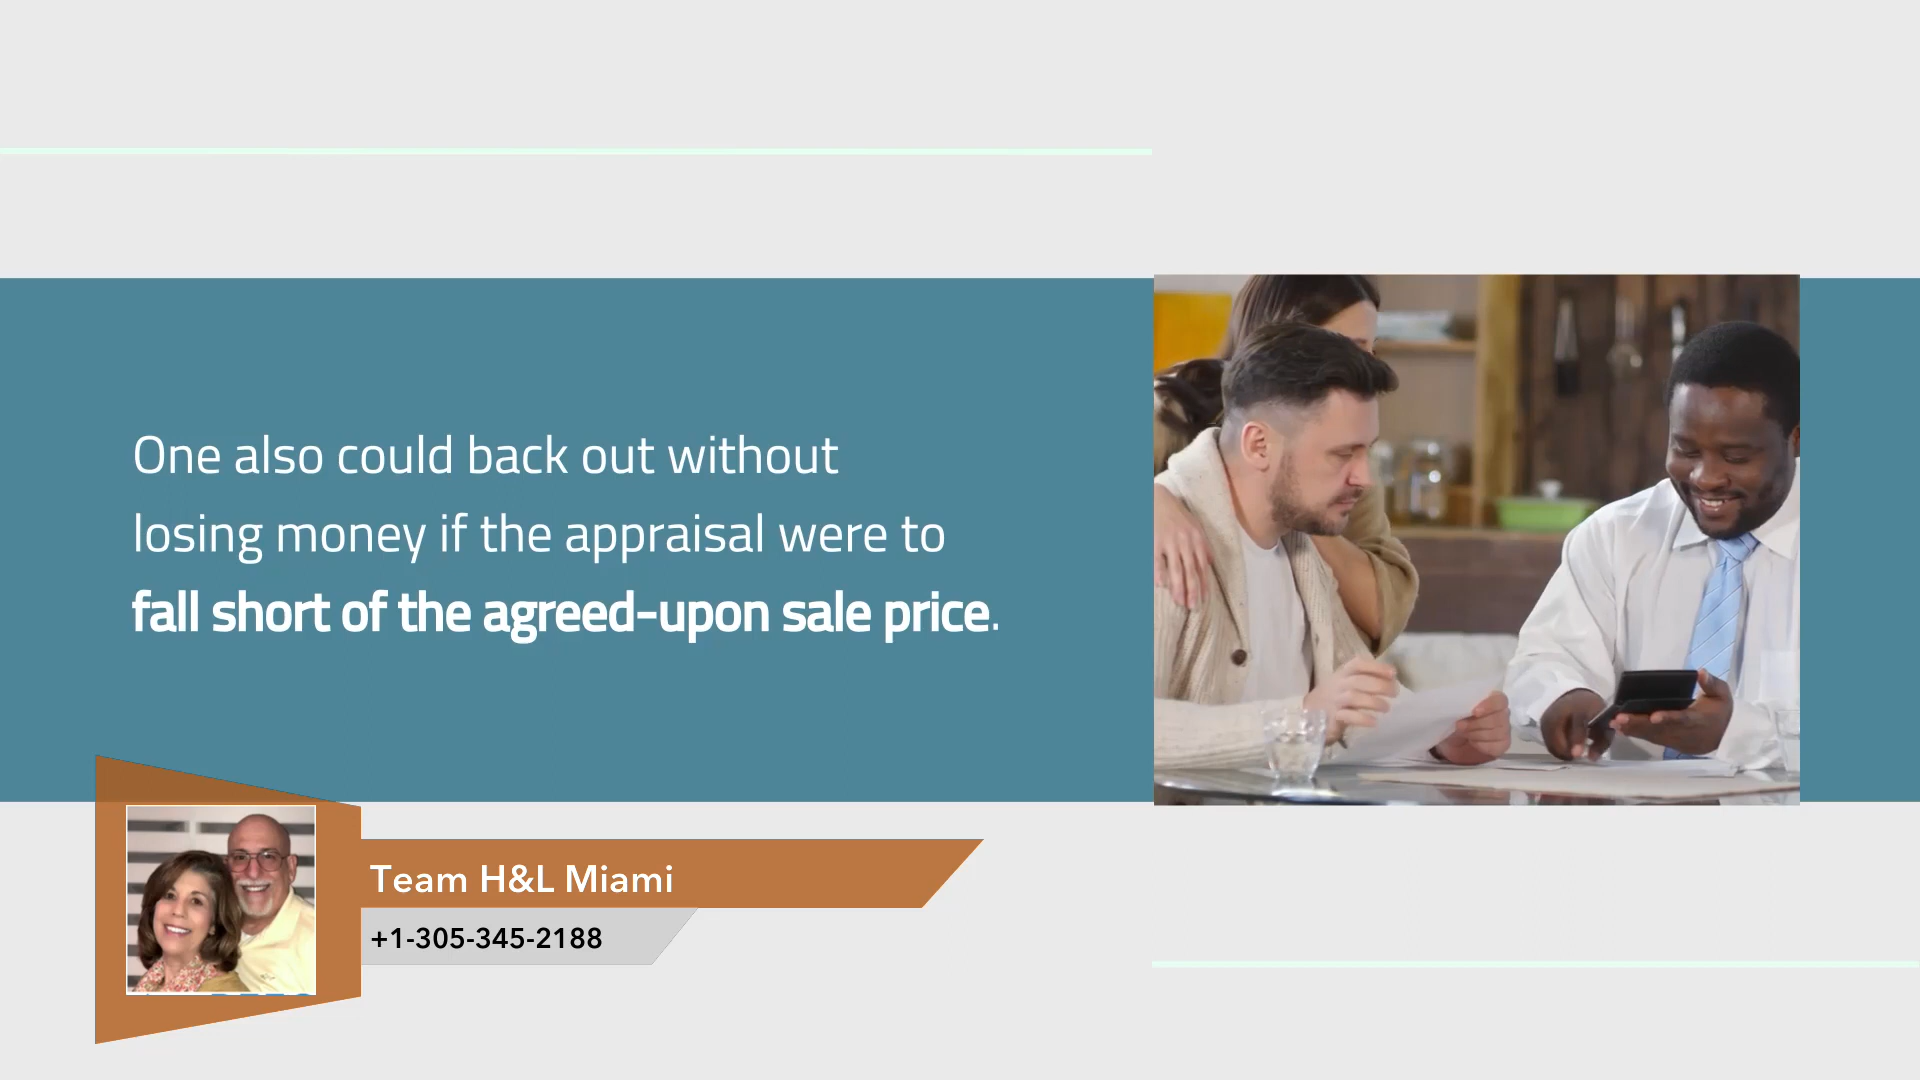 One also could back out without
losing money if the appraisal were to
fall short of the agreed-upon sale price.
Team H&L Miami
+1-305-345-2188